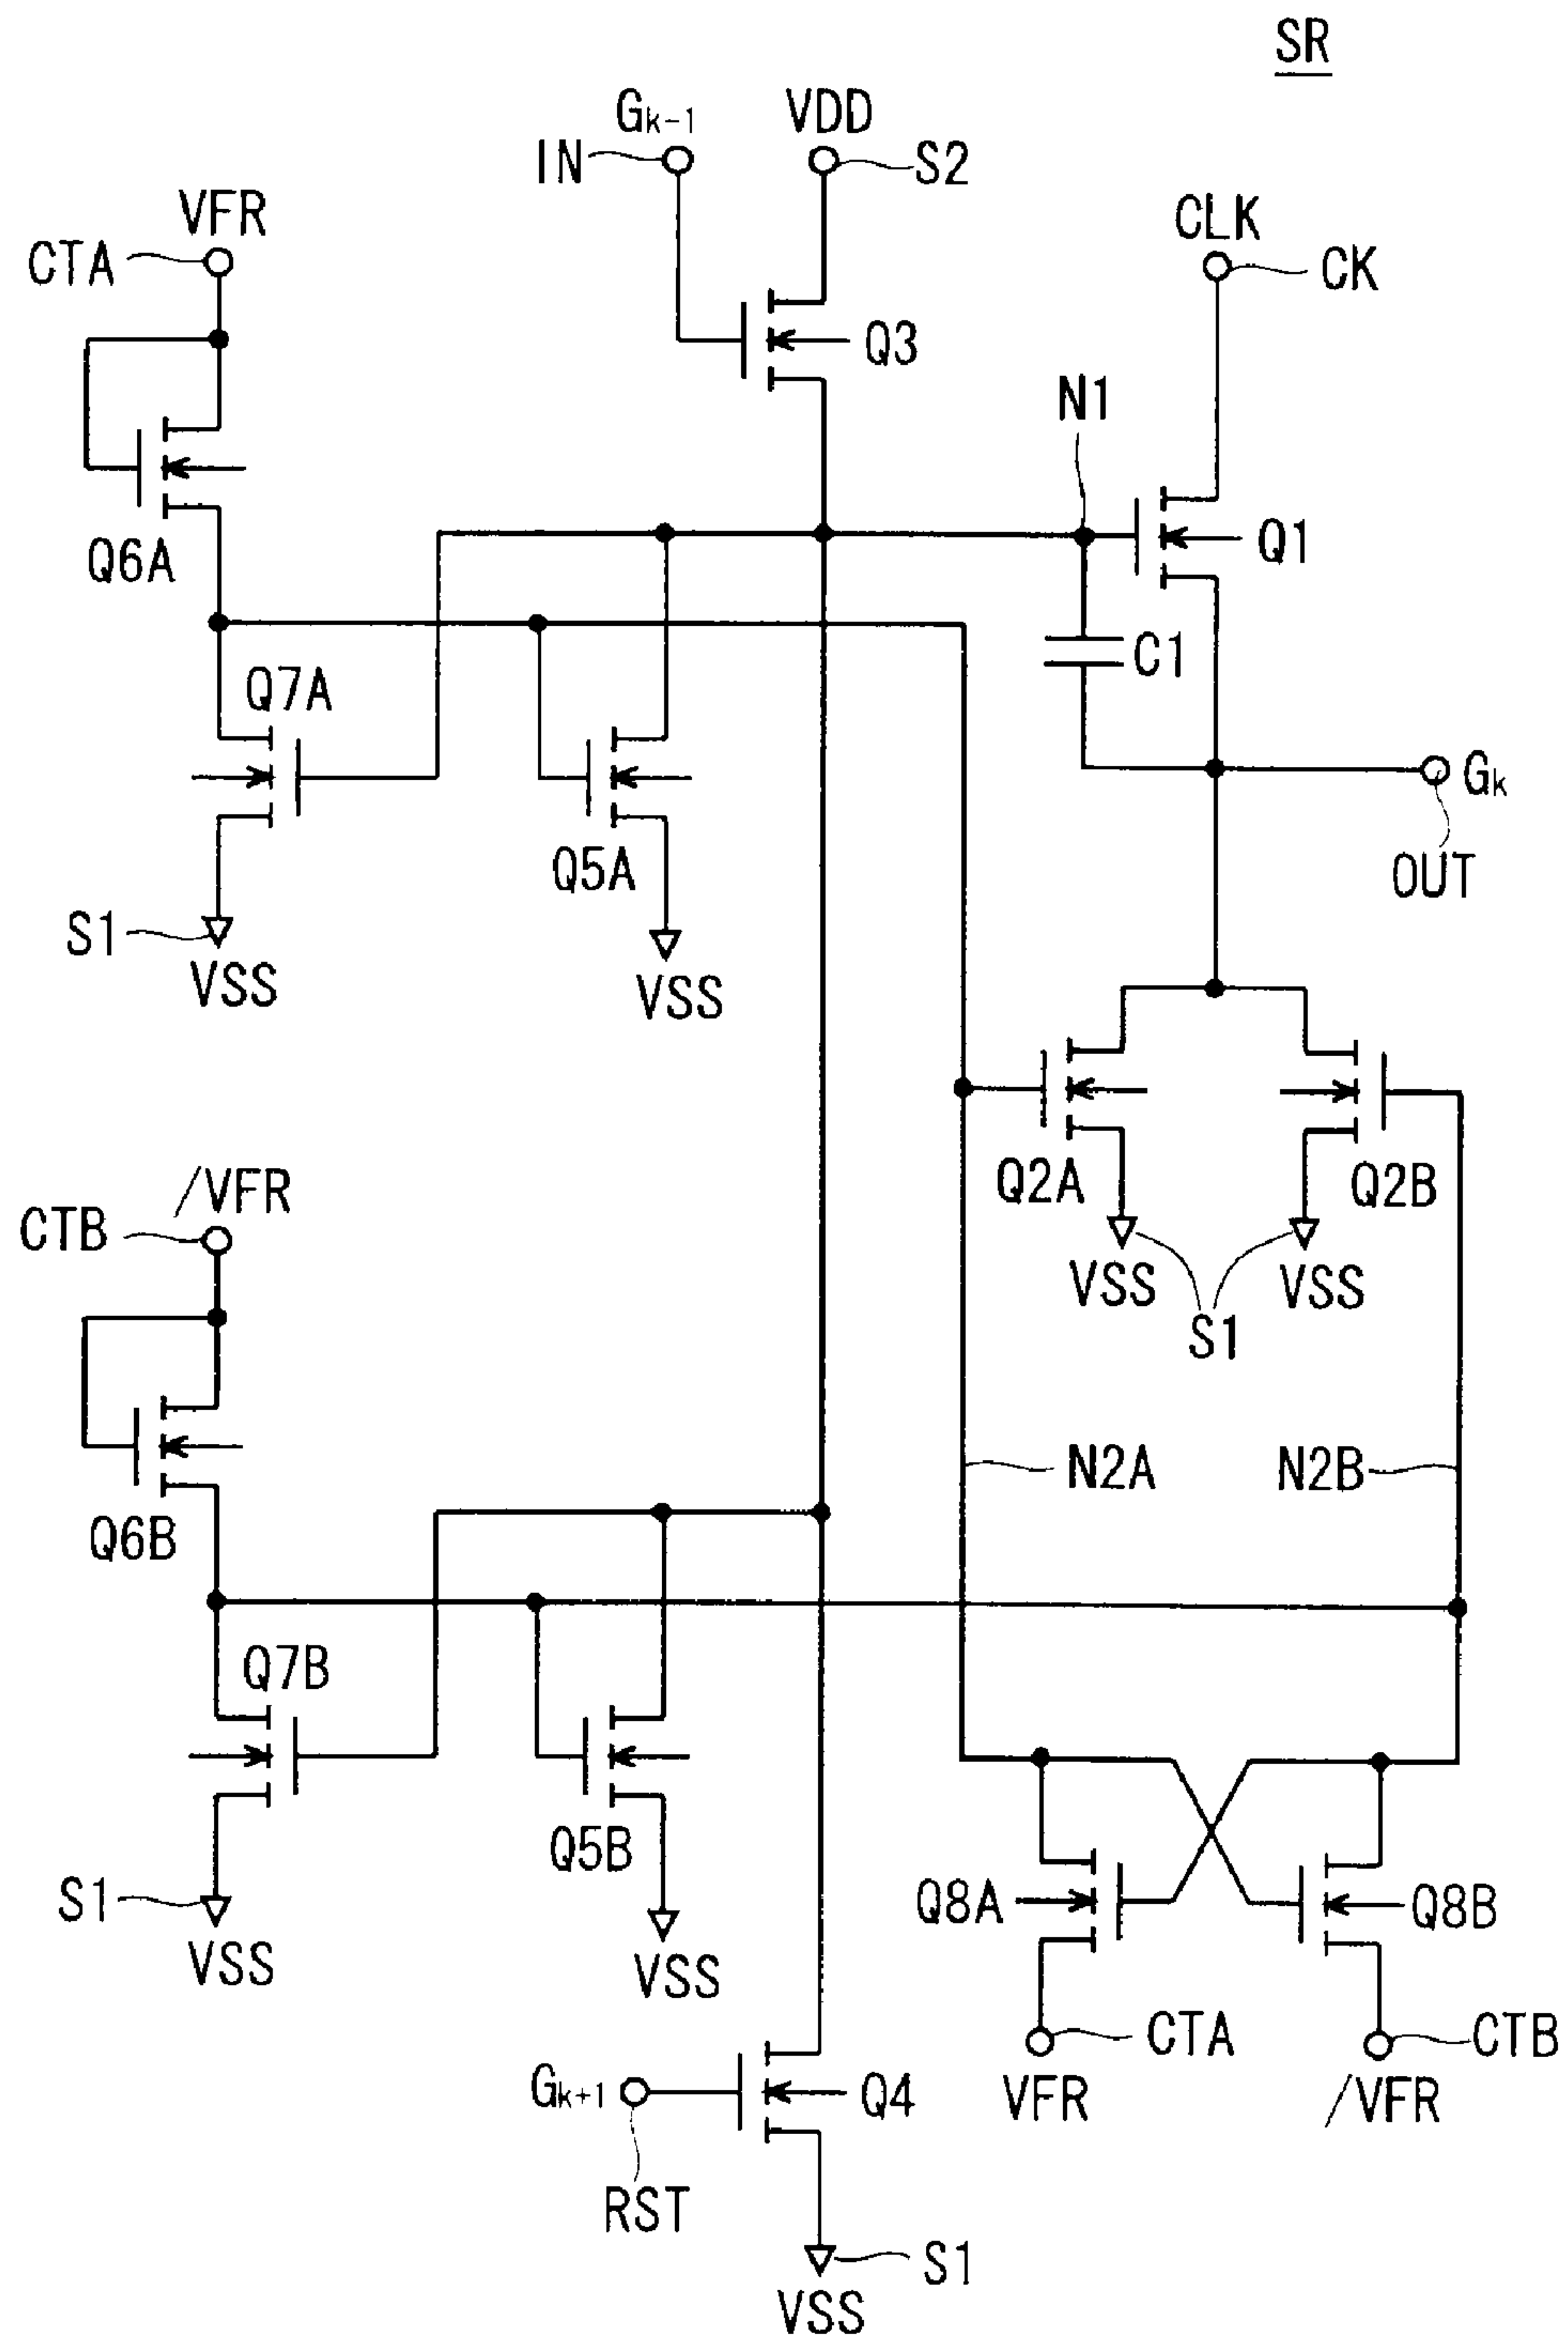 SR
Gk-1
VDD
IN
S2
VFR
CTA
CLK
CK
Q3
N1
Q6A
Q1
C1
Q7A
Gk
OUT
Q5A
S1
VSS
VSS
Q2A
Q2B
/VFR
CTB
VSS
VSS
S1
N2A
N2B
Q6B
Q7B
Q5B
Q8A
Q8B
S1
VSS
VSS
CTA
CTB
VFR
/VFR
Gk+1
Q4
RST
S1
VSS